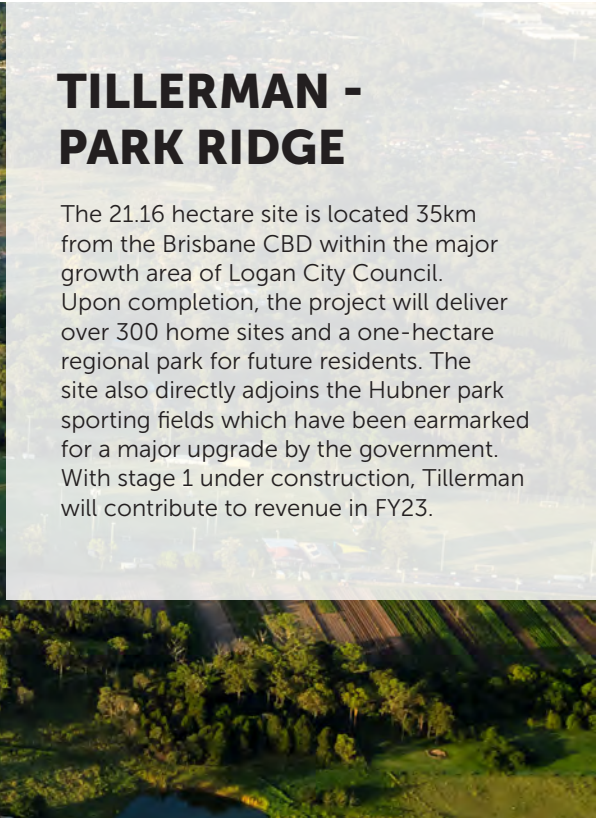 TILLERMAN -
PARK RIDGE
The 21.16 hectare site is located 35km
from the Brisbane CBD within the major
growth area of Logan City Council.
Upon completion, the project will deliver
over 300 home sites and a one-hectare
regional park for future residents. The
site also directly adjoins the Hubner park
sporting fields which have been earmarked
for a major upgrade by the government.
With stage 1 under construction, Tillerman
will contribute to revenue in FY23.